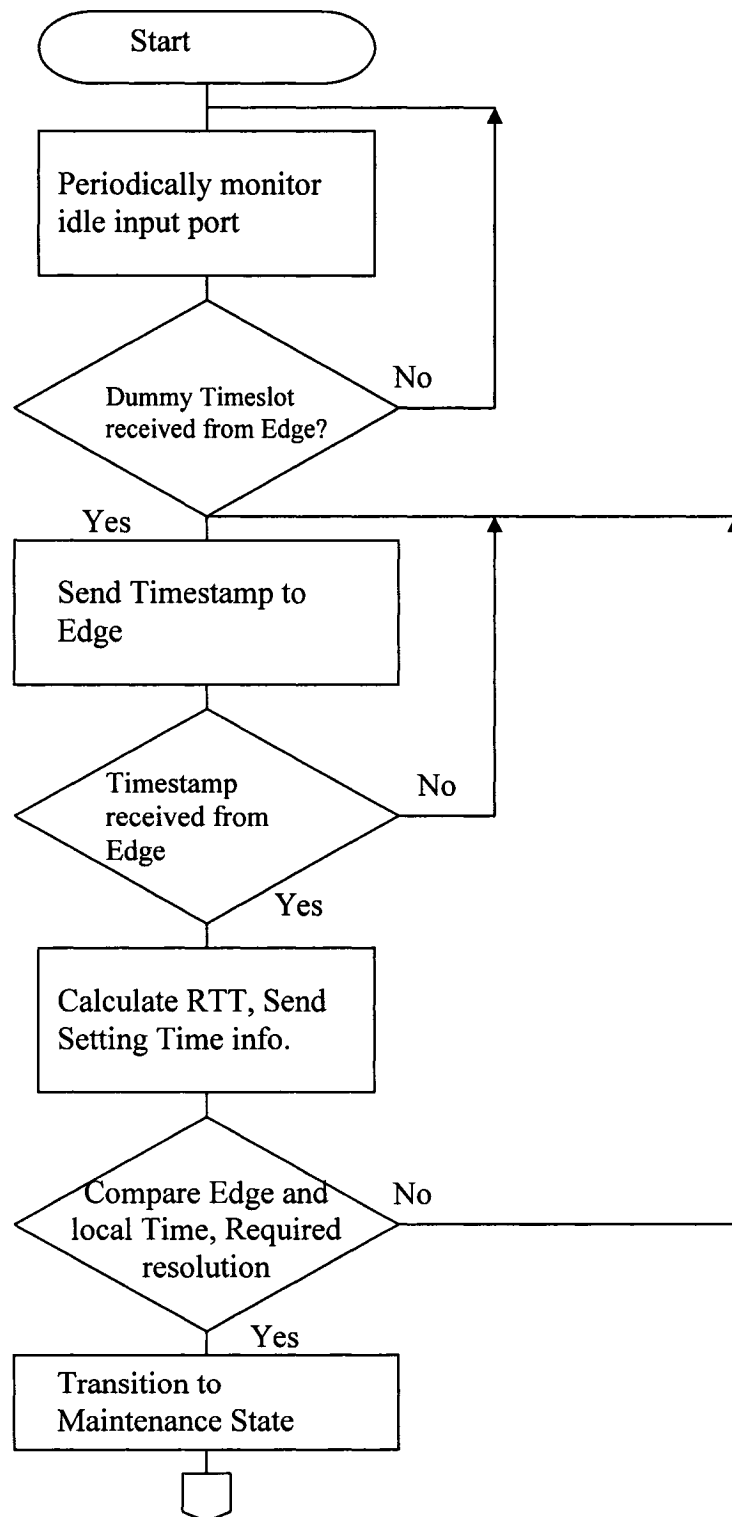 Start
Periodically monitor
idle input port
No
Dummy Timeslot
received from Edge?
Yes
Send Timestamp to
Edge
Timestamp
received from
Edge
No
Yes
Calculate RTT, Send
Setting Time info.
Compare Edge and
local Time, Required
resolution
No
Yes
Transition to
Maintenance State